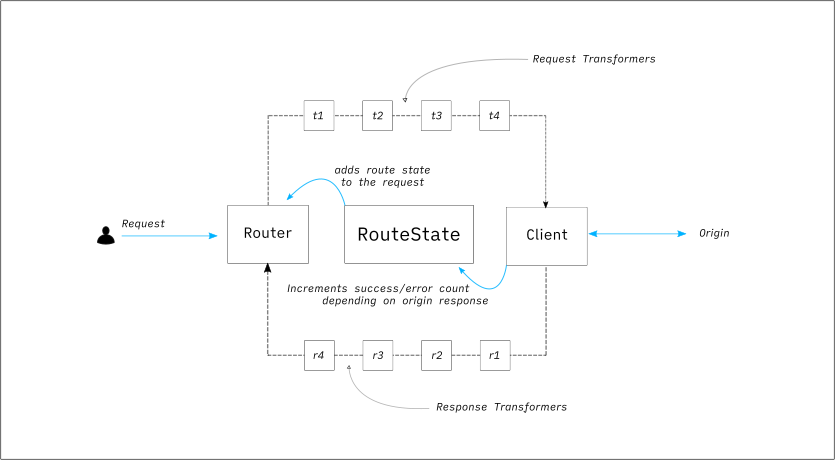 Request Transformers
t1
t2
t3
t4
adds route state
to the request
Request
Router
RouteState
Client
Origin
Increments success/error count
depending on origin response
r4
r3
r2
r1
Response Transformers